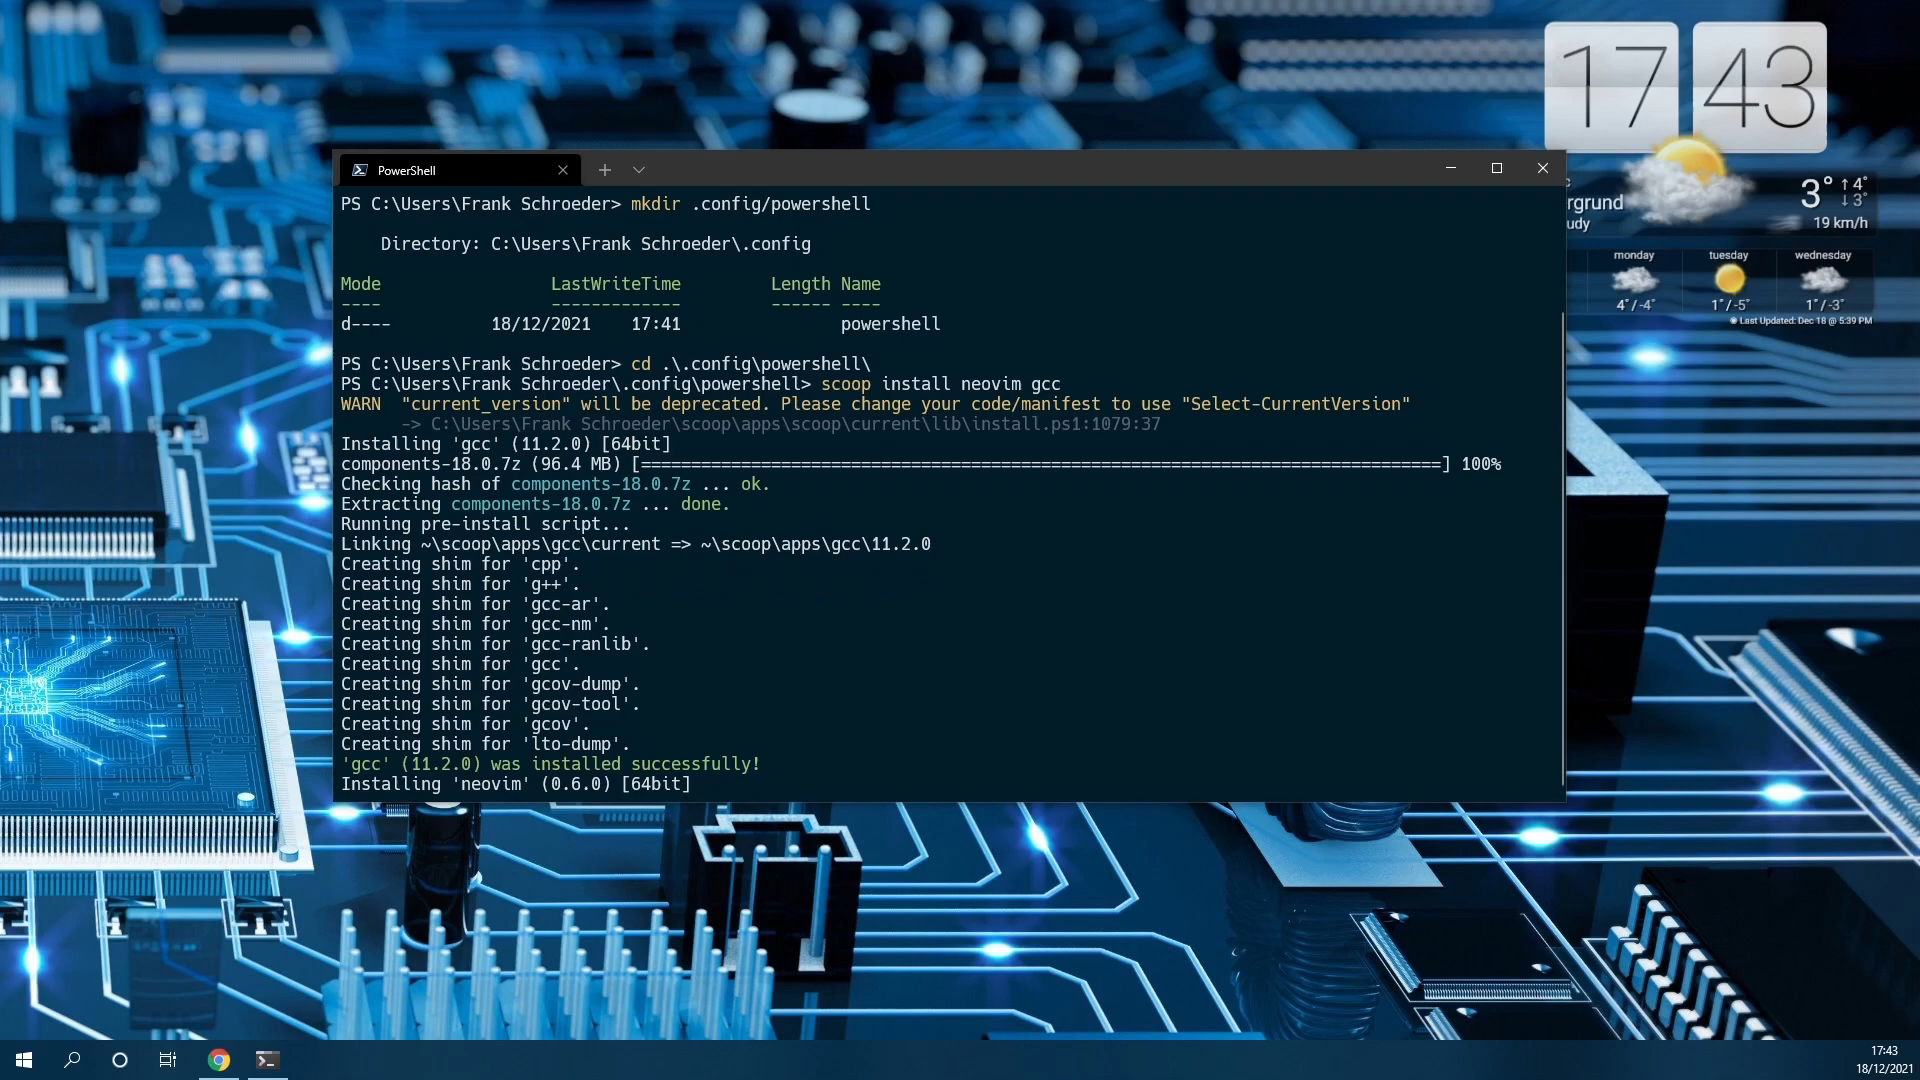 17 43
PowerShell
PS C:\Users\Frank Schroeder> mkdir .config/powershell
Directory: C:\Users\Frank Schroeder\.config
Mode LastWriteTime Length Name
---- ------------- ------ ----
d---- 18/12/2021 17:41 powershell
PS C:\Users\Frank Schroeder> cd .\.config\powershell\
PS C:\Users\Frank Schroeder\.config\powershell> scoop install neovim gcc
WARN "current_version" will be deprecated. Please change your code/manifest to use "Select-CurrentVersion"
-> C:\Users\Frank Schroeder\scoop\apps\scoop\current\lib\install.ps1:1079:37
Installing 'gcc' (11.2.0) [64bit]
components-18.0.7z (96.4 MB) [================================================================================] 100%
Checking hash of components-18.0.7z ... ok.
Extracting components-18.0.7z ... done.
Running pre-install script...
Linking ~\scoop\apps\gcc\current => ~\scoop\apps\gcc\11.2.0
Creating shim for 'cpp'.
Creating shim for 'g++'.
Creating shim for 'gcc-ar'.
Creating shim for 'gcc-nm'.
Creating shim for 'gcc-ranlib'.
Creating shim for 'gcc'.
Creating shim for 'gcov-dump'.
Creating shim for 'gcov-tool'.
Creating shim for 'gcov'.
Creating shim for 'lto-dump'.
'gcc' (11.2.0) was installed successfully!
Installing 'neovim' (0.6.0) [64bit]
3° ↑4°
↓3°
rgrund
udy 19 km/h
monday tuesday wednesday
4°/-4° 1°/-5° 1°/-3°
Last Updated: Dec 18 @ 5:39 PM
17:43
18/12/2021